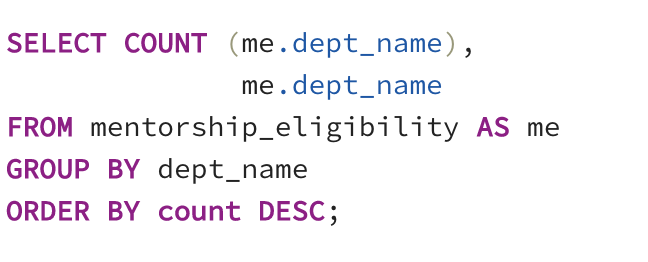 SELECT COUNT (me.dept_name),
me.dept_name
FROM mentorship_eligibility AS me
GROUP BY dept_name
ORDER BY count DESC;